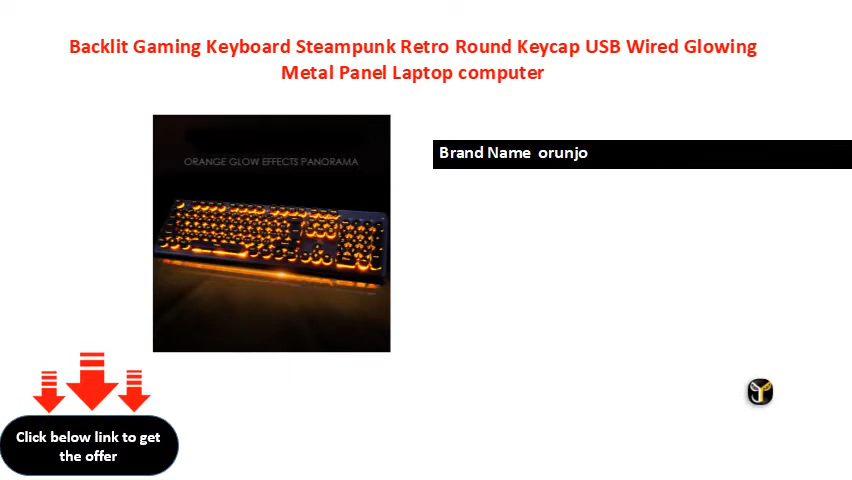 Backlit Gaming Keyboard Steampunk Retro Round Keycap USB Wired Glowing
Metal Panel Laptop computer
ORANGE GLOW EFFECTS PANORAMA
Brand Name orunjo
Click below link to get
the offer